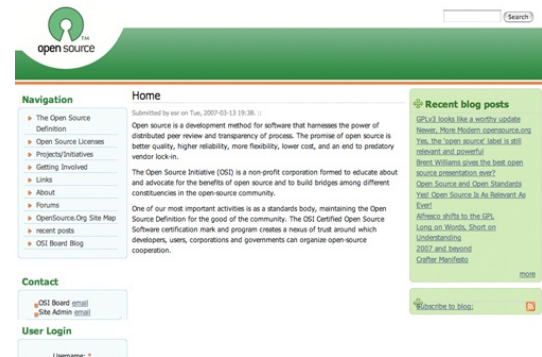 TM
open source
Search
Navigation
The Open Source
Definition
Open Source Licenses
Projects/Initiatives
Getting Involved
Links
About
Forums
OpenSource.Org Site Map
recent posts
OSI Board Blog
Contact
OSI Board email
Site Admin email
User Login
Username: *
Home
Submitted by esr on Tue, 2007-03-13 19:38. ::
Open source is a development method for software that harnesses the power of
distributed peer review and transparency of process. The promise of open source is
better quality, higher reliability, more flexibility, lower cost, and an end to predatory
vendor lock-in.
The Open Source Initiative (OSI) is a non-profit corporation formed to educate about
and advocate for the benefits of open source and to build bridges among different
constituencies in the open-source community.
One of our most important activities is as a standards body, maintaining the Open
Source Definition for the good of the community. The OSI Certified Open Source
Software certification mark and program creates a nexus of trust around which
developers, users, corporations and governments can organize open-source
cooperation.
Recent blog posts
GPLv3 looks like a worthy update
Newer, More Modern opensource.org
Yes, the 'open source' label is still
relevant and powerful
Brent Williams gives the best open
source presentation ever?
Open Source and Open Standards
Yes! Open Source Is As Relevant As
Ever!
Alfresco shifts to the GPL
Long on Words, Short on
Understanding
2007 and beyond
Crafter Manifesto
more
Subscribe to blog: